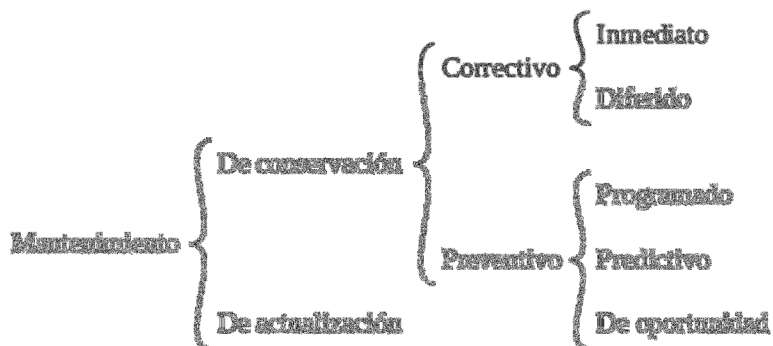 Inmediato
Correctivo
Diferido
De conservación
Programado
Mantenimiento
Preventivo
Predictivo
De actualización
De oportunidad